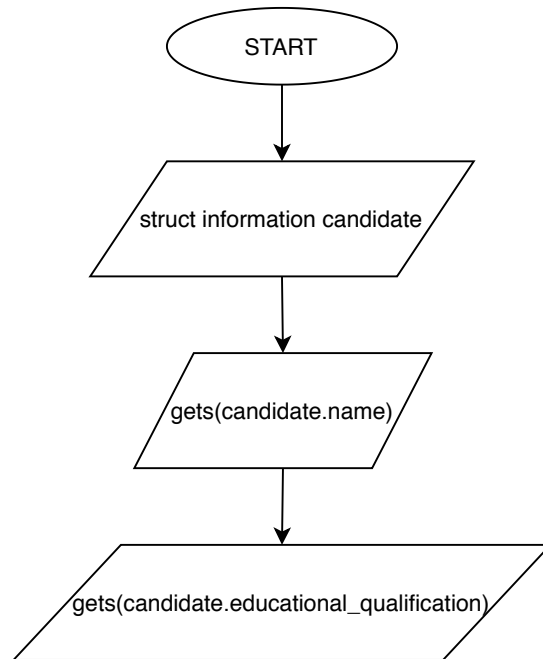 START
struct information candidate
gets(candidate.name)
gets(candidate.educational_qualification)